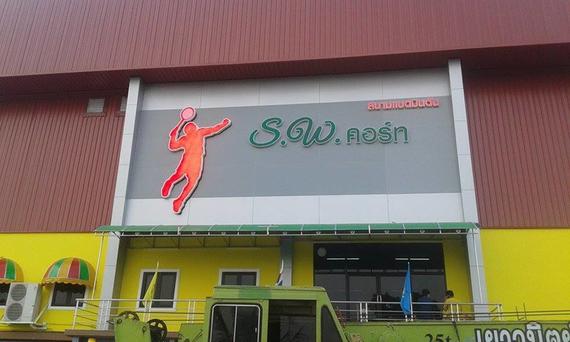 สนามแบดมินตัน
ร.พ. คอร์ท
25t